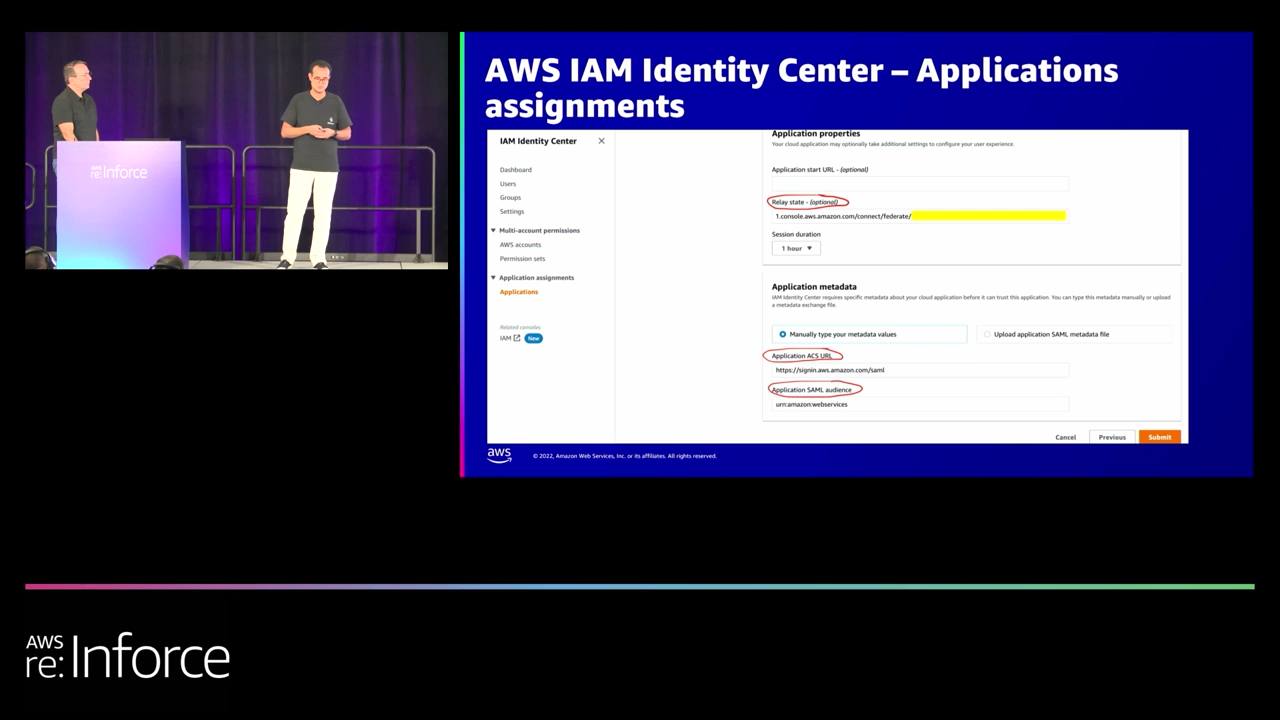 aws
re:Inforce
AWS IAM Identity Center – Applications
assignments
IAM Identity Center
Dashboard
Users
Groups
Settings
Multi-account permissions
AWS accounts
Permission sets
Application assignments
Applications
Related consoles
IAM
New
Application properties
Your cloud application may optionally take additional settings to configure your user experience.
Application start URL - (optional)
Relay state - (optional)
1.console.aws.amazon.com/connect/federate/
Session duration
1 hour
Application metadata
IAM Identity Center requires specific metadata about your cloud application before it can trust this application. You can type this metadata manually or upload
a metadata exchange file.
Manually type your metadata values
Upload application SAML metadata file
Application ACS URL
https://signin.aws.amazon.com/saml
Application SAML audience
urn:amazon:webservices
Cancel
Previous
Submit
aws
© 2022, Amazon Web Services, Inc. or its affiliates. All rights reserved.
AWS
re:Inforce